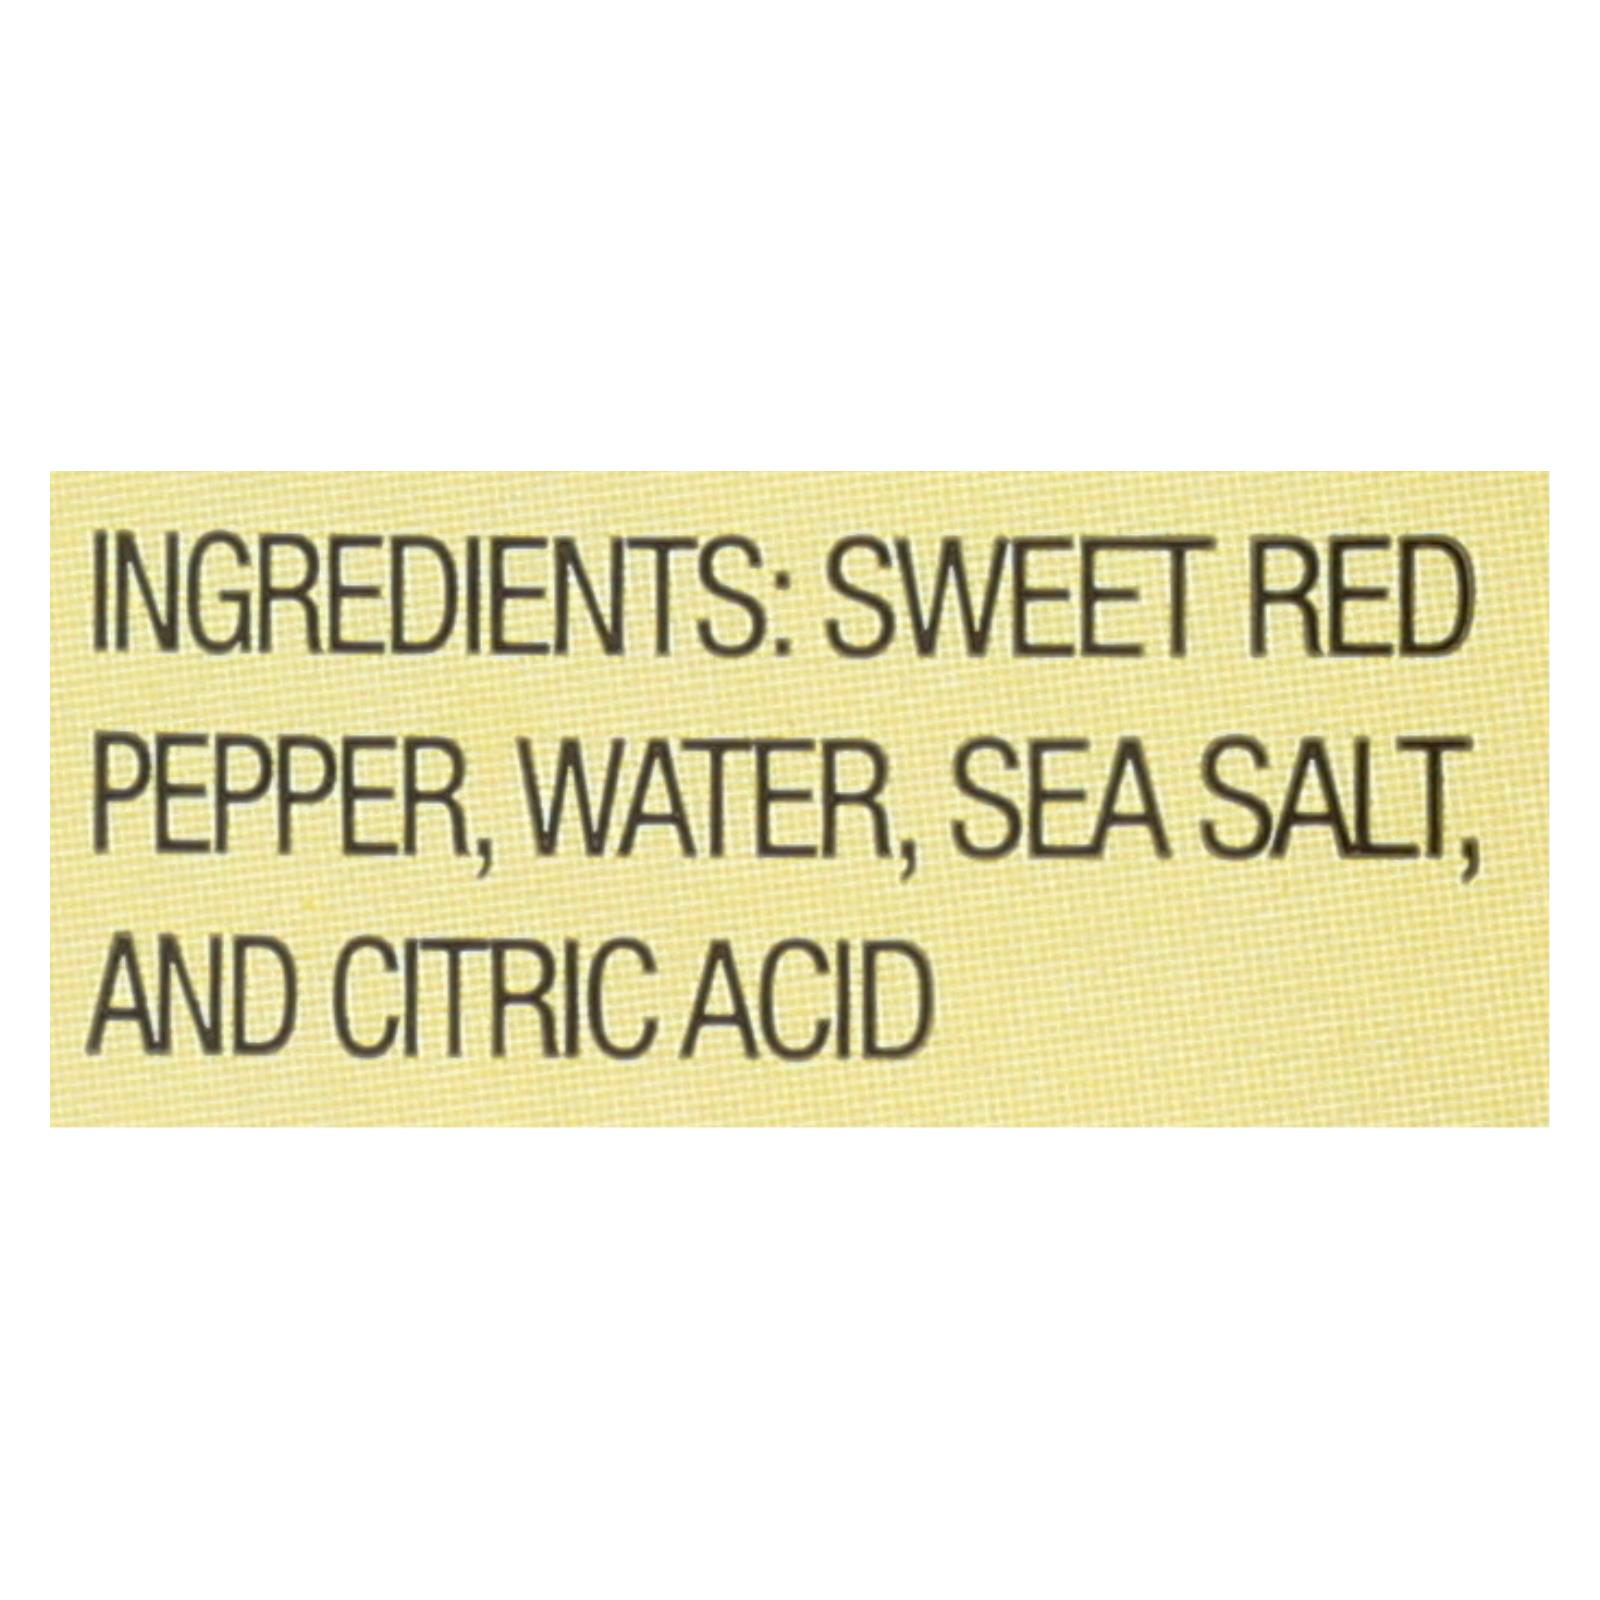 INGREDIENTS: SWEET RED
PEPPER, WATER, SEA SALT,
AND CITRIC ACID